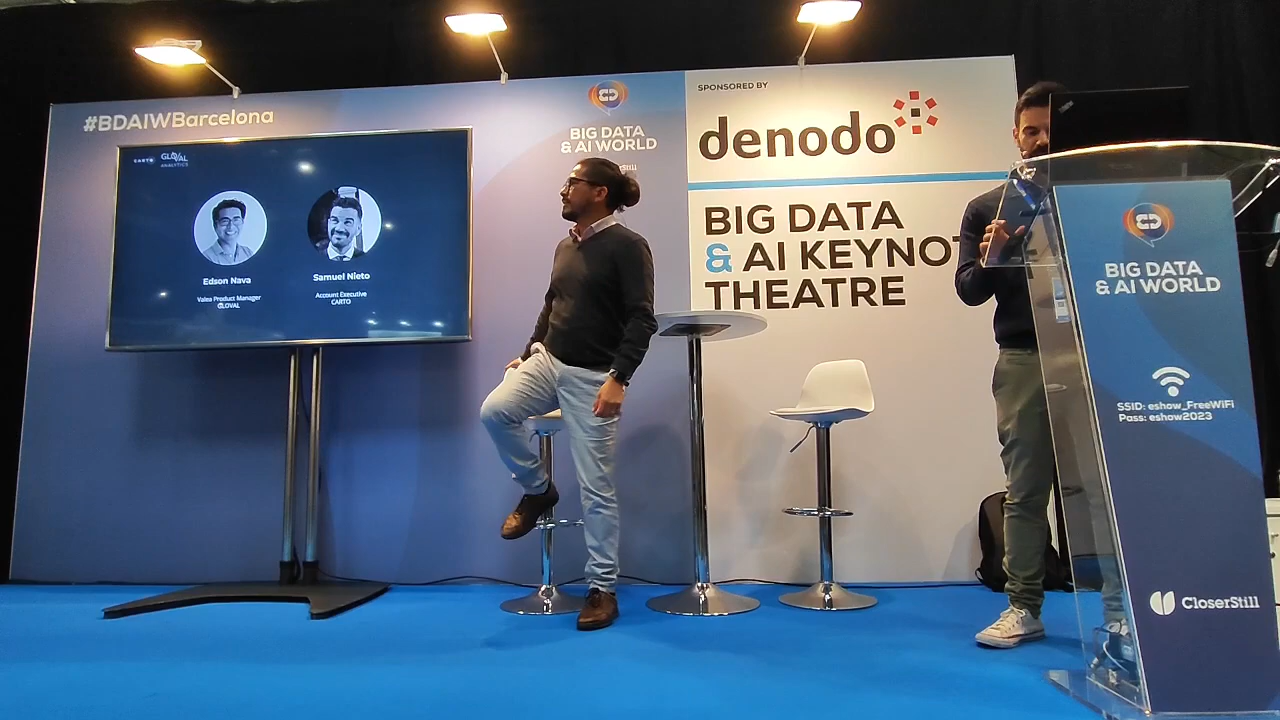 #BDAIWBarcelona
CARTO
GLOVAL
ANALYTICS
Edson Nava
Valea Product Manager
GLOVAL
Samuel Nieto
Account Executive
CARTO
BIG DATA
& AI WORLD
SPONSORED BY
denodo
BIG DATA
& AI KEYNOT
THEATRE
BIG DATA
& AI WORLD
SSID: eshow_FreeWiFi
Pass: eshow2023
CloserStill